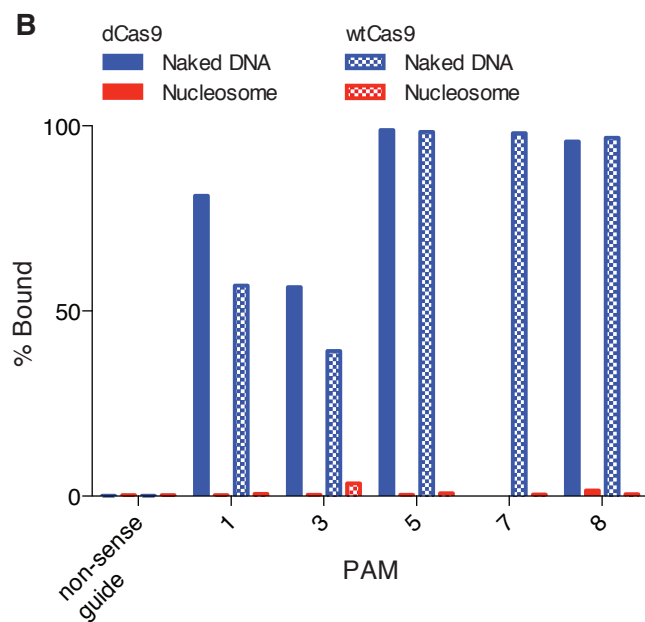 B
dCas9 wtCas9
Naked DNA Naked DNA
Nucleosome Nucleosome
100
50
0
% Bound
non-sense
guide
1 3 5 7 8
PAM